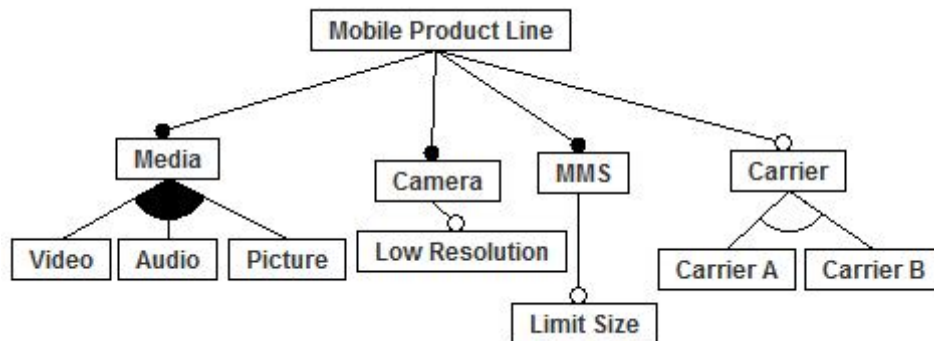 Mobile Product Line
Media
Camera
MMS
Carrier
Video
Audio
Picture
Low Resolution
Limit Size
Carrier A
Carrier B